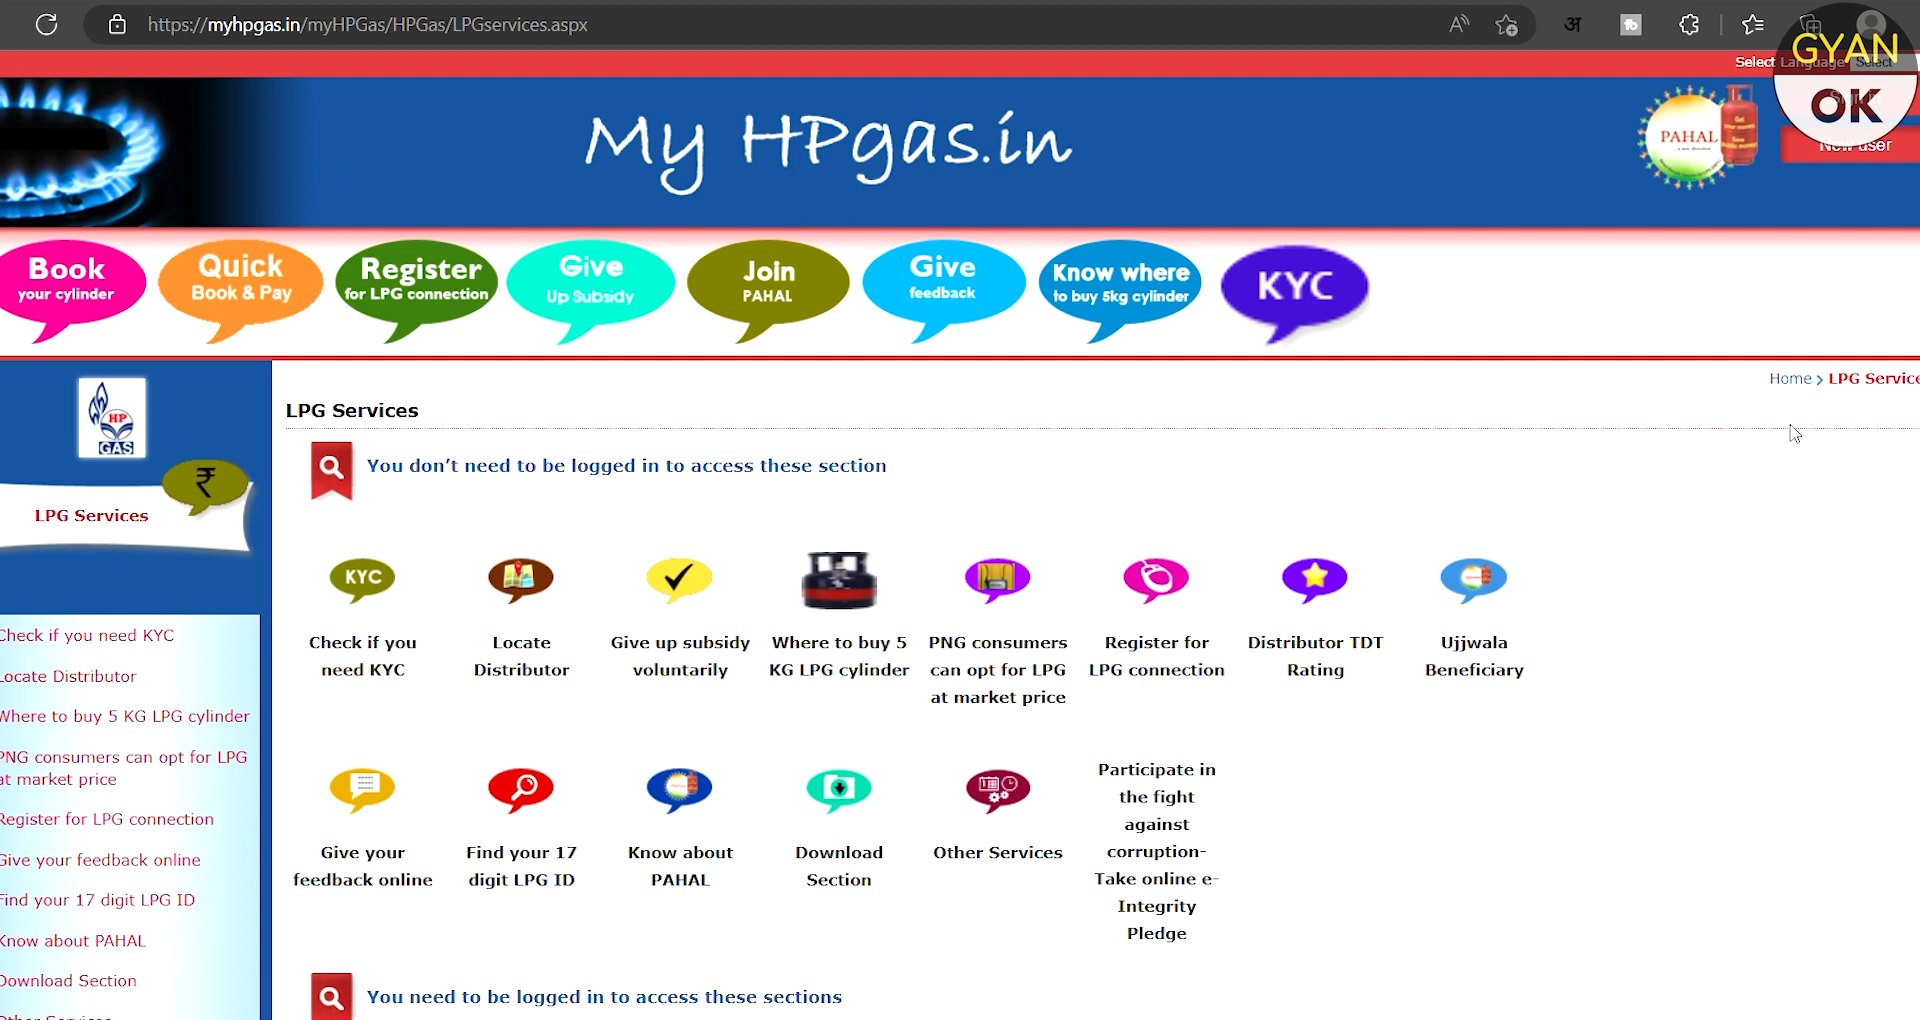 https://myhpgas.in/myHPGas/HPGas/LPGservices.aspx
अ
GYAN
OK
Select Language
Select
My HPgas.in
PAHAL
New user
Book
your cylinder
Quick
Book & Pay
Register
for LPG connection
Give
Up Subsidy
Join
PAHAL
Give
feedback
Know where
to buy 5kg cylinder
KYC
HP
GAS
₹
LPG Services
Home > LPG Service
LPG Services
You don't need to be logged in to access these section
KYC
Check if you
need KYC
Locate
Distributor
Give up subsidy
voluntarily
Where to buy 5
KG LPG cylinder
PNG consumers
can opt for LPG
at market price
Register for
LPG connection
Distributor TDT
Rating
Ujjwala
Beneficiary
Give your
feedback online
Find your 17
digit LPG ID
Know about
PAHAL
Download
Section
Other Services
Participate in
the fight
against
corruption-
Take online e-
Integrity
Pledge
You need to be logged in to access these sections
Check if you need KYC
Locate Distributor
Where to buy 5 KG LPG cylinder
PNG consumers can opt for LPG
at market price
Register for LPG connection
Give your feedback online
Find your 17 digit LPG ID
Know about PAHAL
Download Section
Other Services